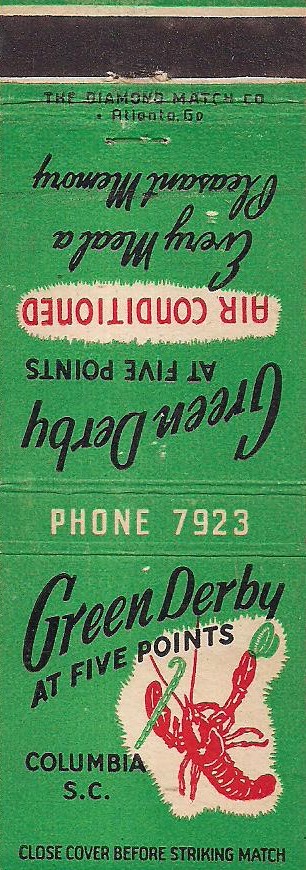 THE DIAMOND MATCH CO
• Atlanta, Ga
Green Derby
AT FIVE POINTS
AIR CONDITIONED
Every Meal a
Pleasant Memory
PHONE 7923
Green Derby
AT FIVE POINTS
COLUMBIA
S.C.
CLOSE COVER BEFORE STRIKING MATCH